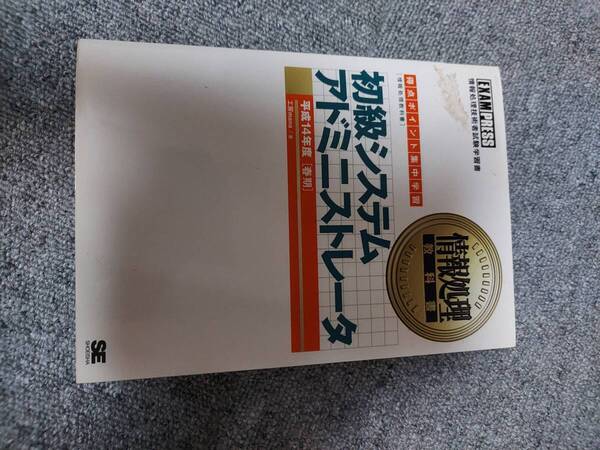 EXAMPRESS
情報処理技術者試験学習書
情報処理
教科書
得点ポイント集中学習
[情報処理教科書]
初級システム
アドミニストレータ
平成14年度[春期]
SE
SHOEISHA